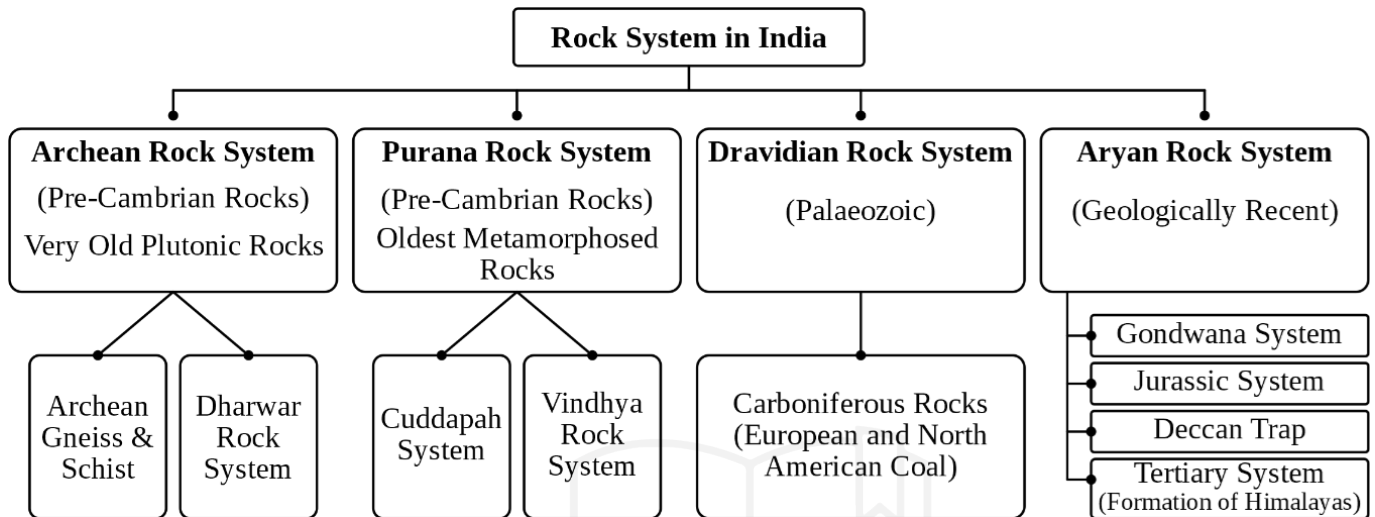 Rock System in India
Archean Rock System
(Pre-Cambrian Rocks)
Very Old Plutonic Rocks
Purana Rock System
(Pre-Cambrian Rocks)
Oldest Metamorphosed
Rocks
Dravidian Rock System
(Palaeozoic)
Aryan Rock System
(Geologically Recent)
Archean
Gneiss &
Schist
Dharwar
Rock
System
Cuddapah
System
Vindhya
Rock
System
Carboniferous Rocks
(European and North
American Coal)
Gondwana System
Jurassic System
Deccan Trap
Tertiary System
(Formation of Himalayas)